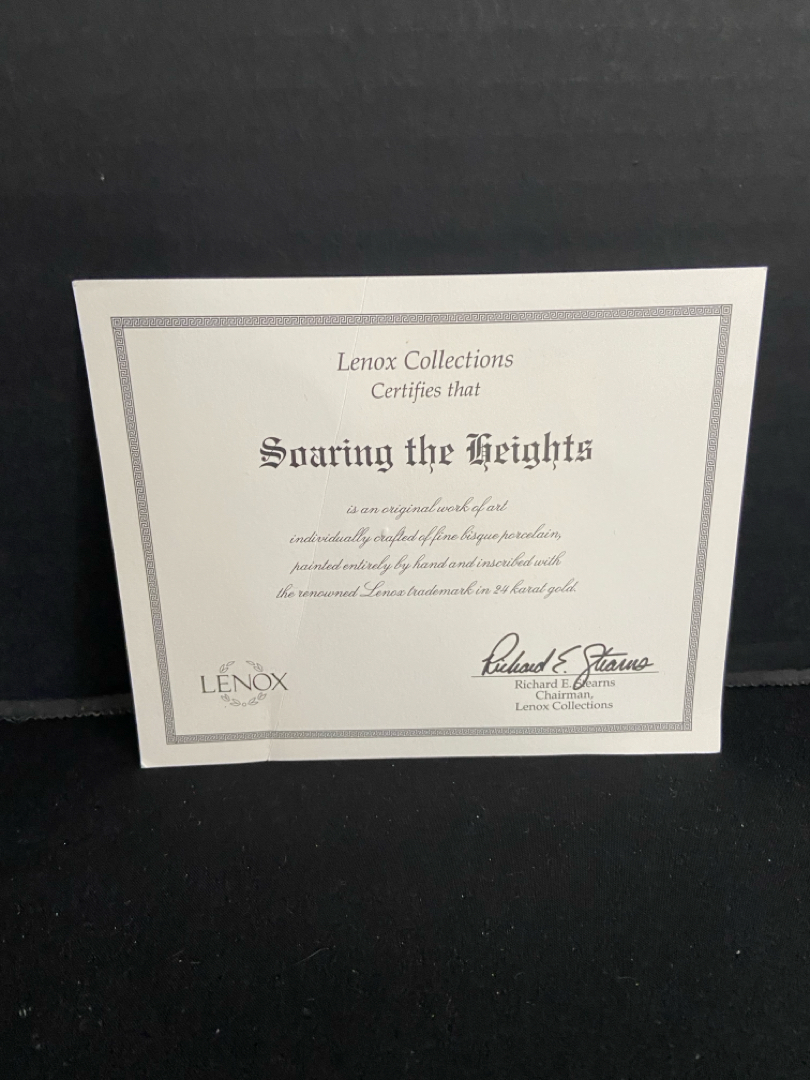 Lenox Collections
Certifies that
Soaring the Heights
is an original work of art
individually crafted of fine bisque porcelain,
painted entirely by hand and inscribed with
the renowned Lenox trademark in 24 karat gold.
LENOX
Richard E. Stearns
Richard E. Stearns
Chairman,
Lenox Collections